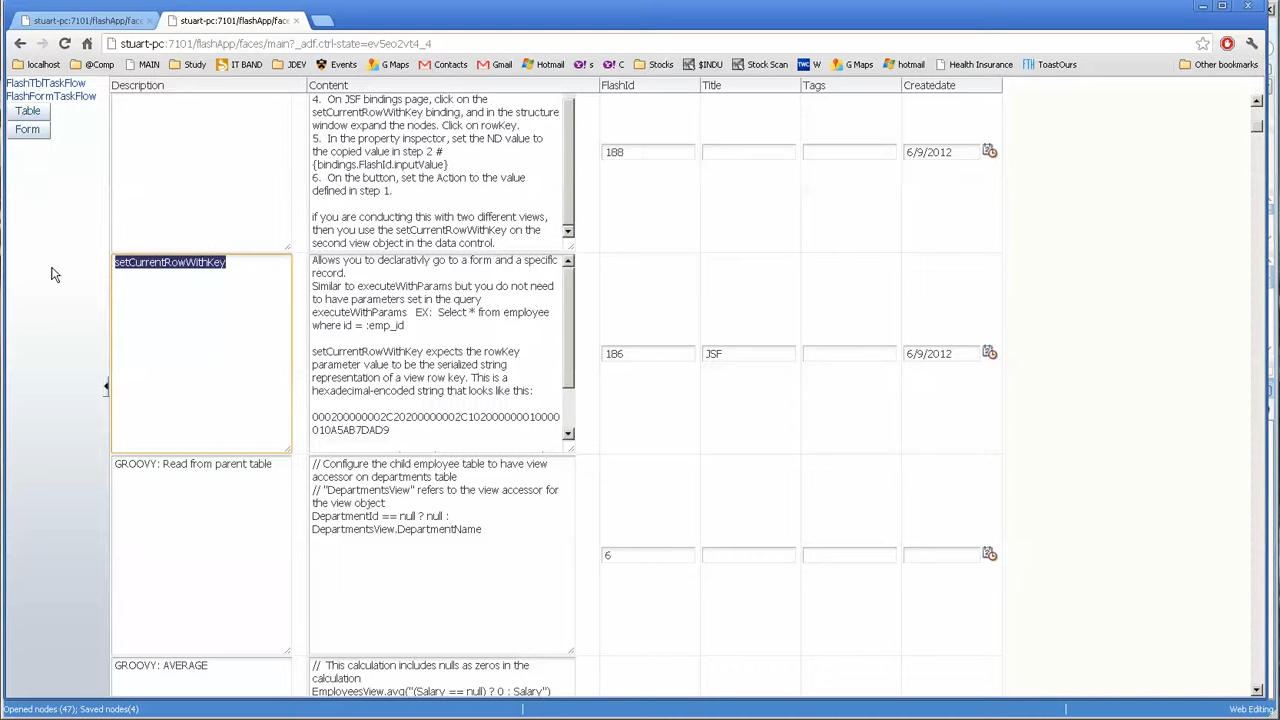 stuart-pc:7101/flashApp/face
stuart-pc:7101/flashApp/face
stuart-pc:7101/flashApp/faces/main?_adf.ctrl-state=ev5eo2vt4_4
localhost @Comp MAIN Study IT BAND JDEV Events G Maps Contacts Gmail Hotmail Y! s Y! C Stocks $INDU Stock Scan TWC W G Maps hotmail Health Insurance ToastOurs Other bookmarks
FlashTblTaskFlow
FlashFormTaskFlow
Table
Form
Description Content FlashId Title Tags Createdate
4. On JSF bindings page, click on the
setCurrentRowWithKey binding, and in the structure
window expand the nodes. Click on rowKey.
5. In the property inspector, set the ND value to
the copied value in step 2 #
{bindings.FlashId.inputValue}
6. On the button, set the Action to the value
defined in step 1.
if you are conducting this with two different views,
then you use the setCurrentRowWithKey on the
second view object in the data control.
188 6/9/2012
setCurrentRowWithKey
Allows you to declarativly go to a form and a specific
record.
Similar to executeWithParams but you do not need
to have parameters set in the query
executeWithParams EX: Select * from employee
where id = :emp_id
setCurrentRowWithKey expects the rowKey
parameter value to be the serialized string
representation of a view row key. This is a
hexadecimal-encoded string that looks like this:
000200000002C20200000002C102000000010000
010A5AB7DAD9
186 JSF 6/9/2012
GROOVY: Read from parent table
// Configure the child employee table to have view
accessor on departments table
// "DepartmentsView" refers to the view accessor for
the view object
DepartmentId == null ? null :
DepartmentsView.DepartmentName
6
GROOVY: AVERAGE
// This calculation includes nulls as zeros in the
calculation
EmployeesView.avg("(Salary == null) ? 0 : Salary")
Opened nodes (47); Saved nodes(4) Web Editing